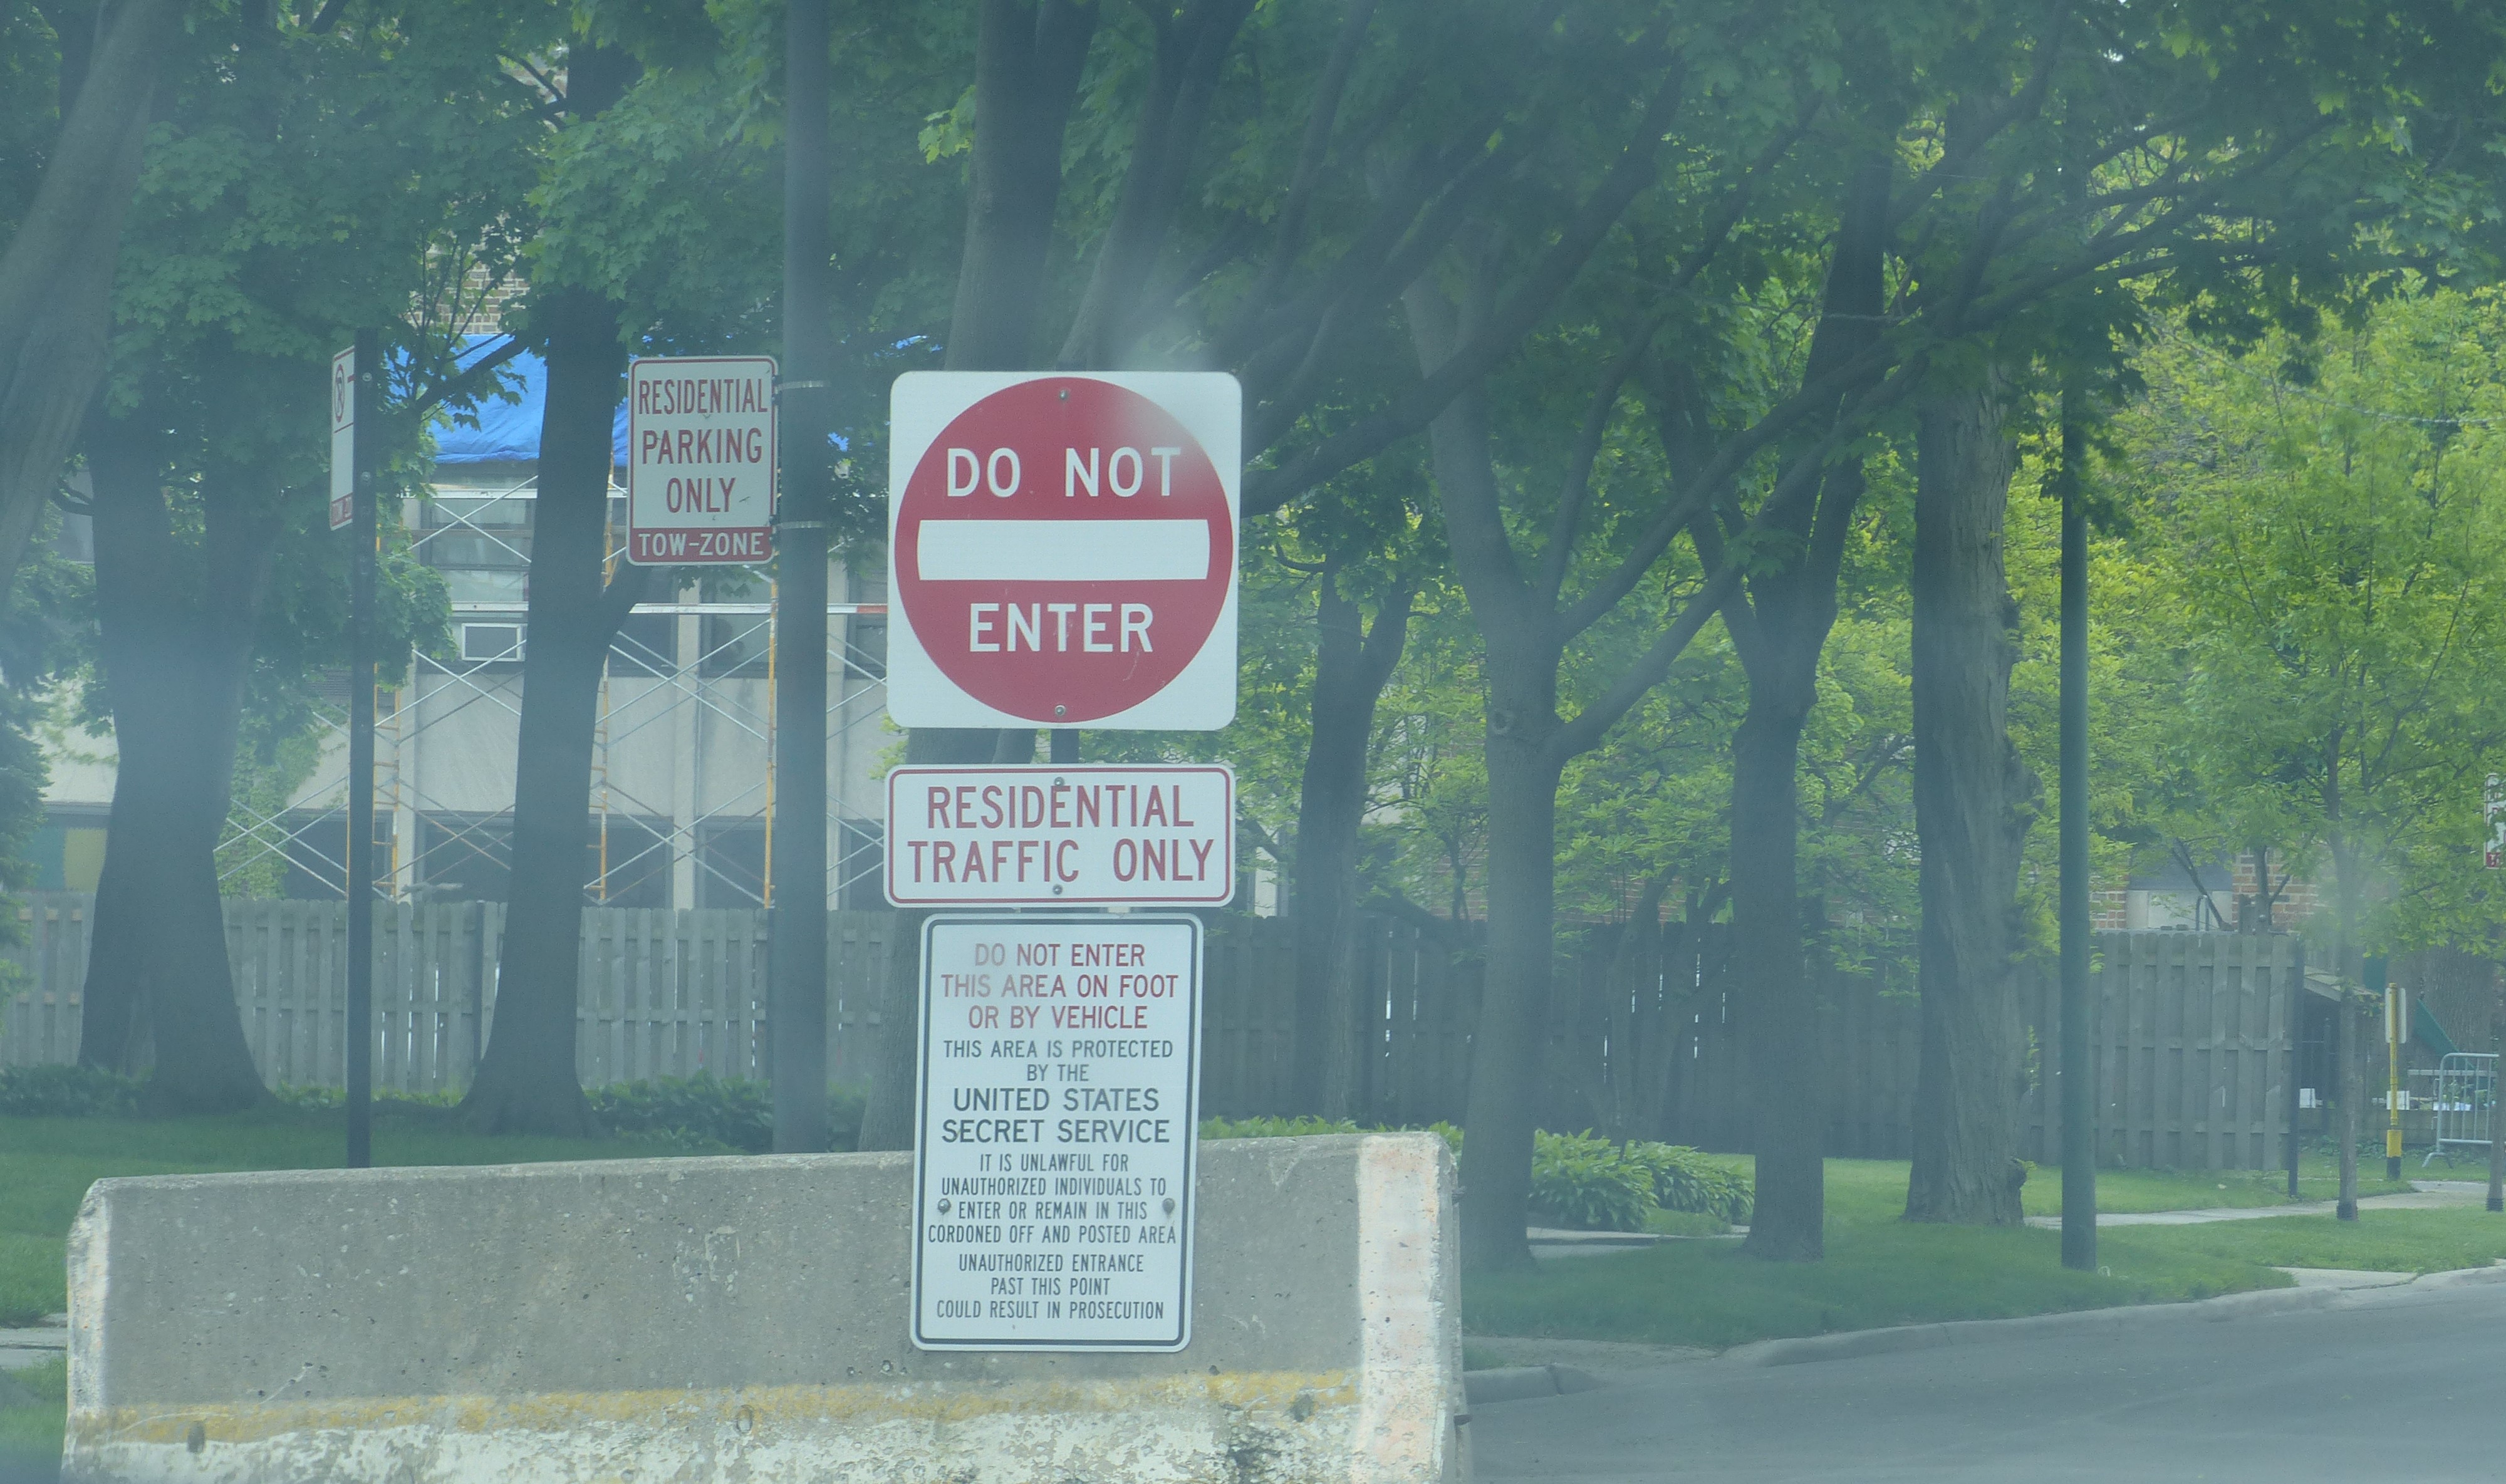 RESIDENTIAL
PARKING
ONLY
TOW-ZONE
DO NOT
ENTER
RESIDENTIAL
TRAFFIC ONLY
DO NOT ENTER
THIS AREA ON FOOT
OR BY VEHICLE
THIS AREA IS PROTECTED
BY THE
UNITED STATES
SECRET SERVICE
IT IS UNLAWFUL FOR
UNAUTHORIZED INDIVIDUALS TO
ENTER OR REMAIN IN THIS
CORDONED OFF AND POSTED AREA
UNAUTHORIZED ENTRANCE
PAST THIS POINT
COULD RESULT IN PROSECUTION